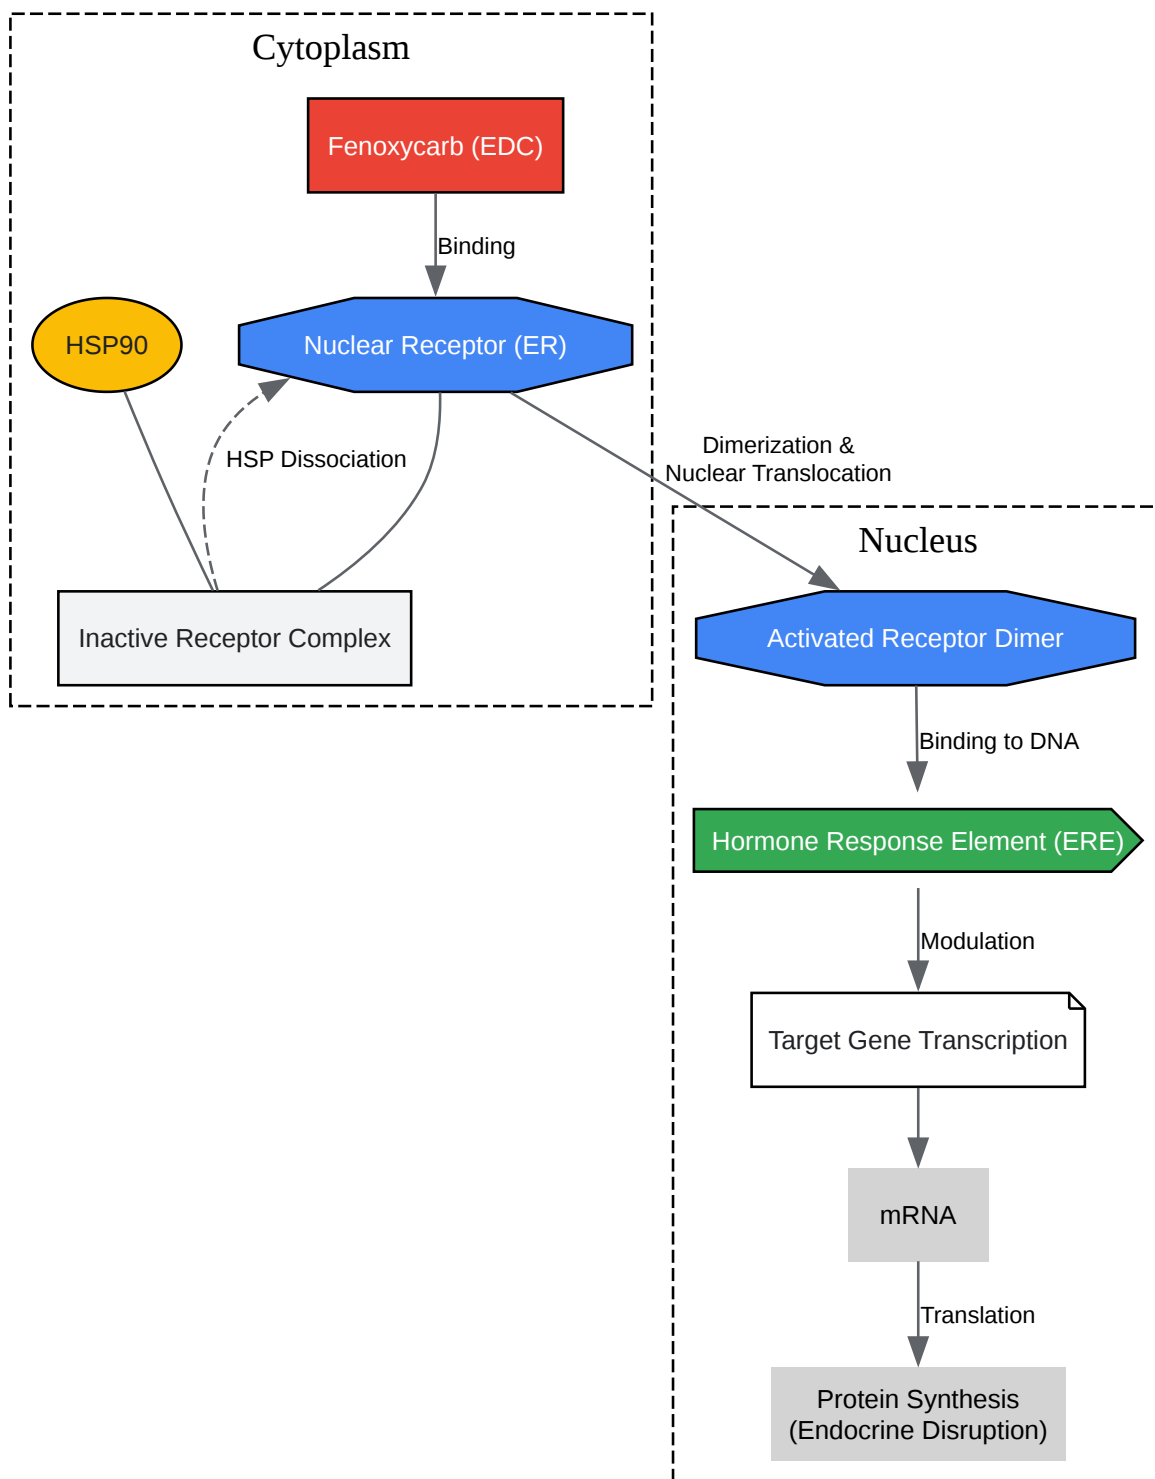 Cytoplasm
Fenoxycarb (EDC)
Binding
HSP90
Nuclear Receptor (ER)
HSP Dissociation
Inactive Receptor Complex
Dimerization &
Nuclear Translocation
Nucleus
Activated Receptor Dimer
Binding to DNA
Hormone Response Element (ERE)
Modulation
Target Gene Transcription
mRNA
Translation
Protein Synthesis
(Endocrine Disruption)